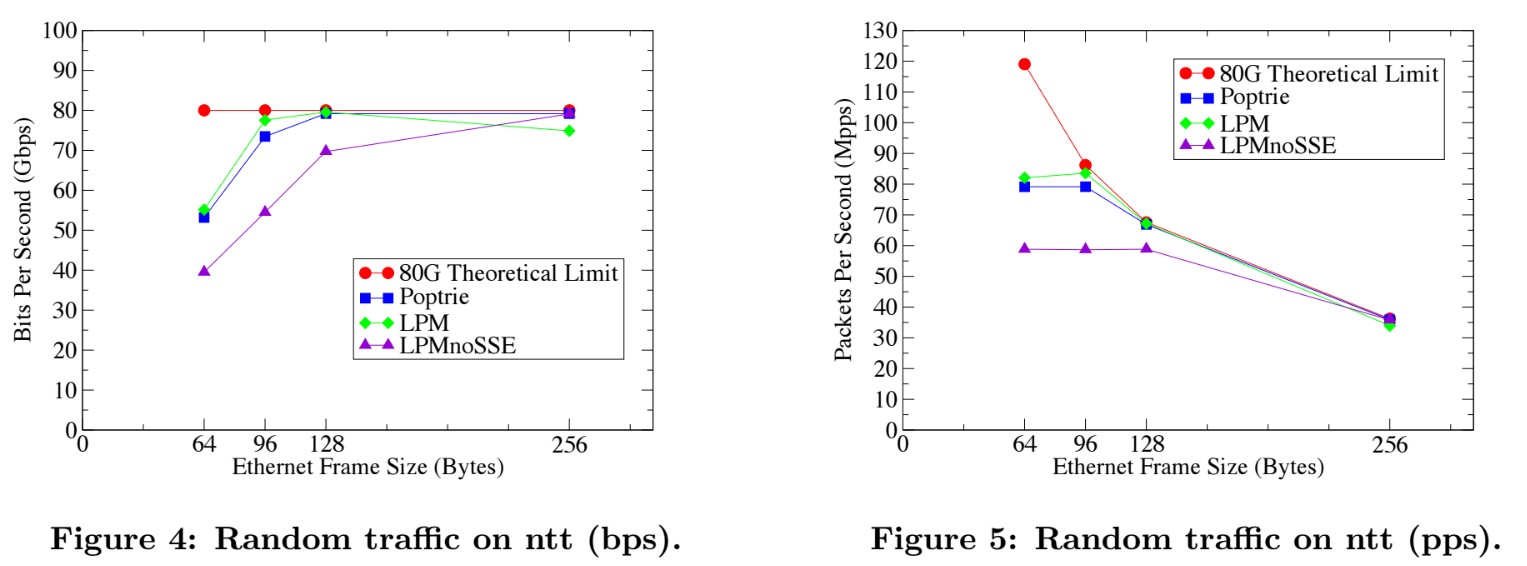 100
90
80
70
60
50
40
30
20
10
0
Bits Per Second (Gbps)
80G Theoretical Limit
Poptrie
LPM
LPMnoSSE
0 64 96 128 256
Ethernet Frame Size (Bytes)
Figure 4: Random traffic on ntt (bps).
130
120
110
100
90
80
70
60
50
40
30
20
10
0
Packets Per Second (Mpps)
80G Theoretical Limit
Poptrie
LPM
LPMnoSSE
0 64 96 128 256
Ethernet Frame Size (Bytes)
Figure 5: Random traffic on ntt (pps).